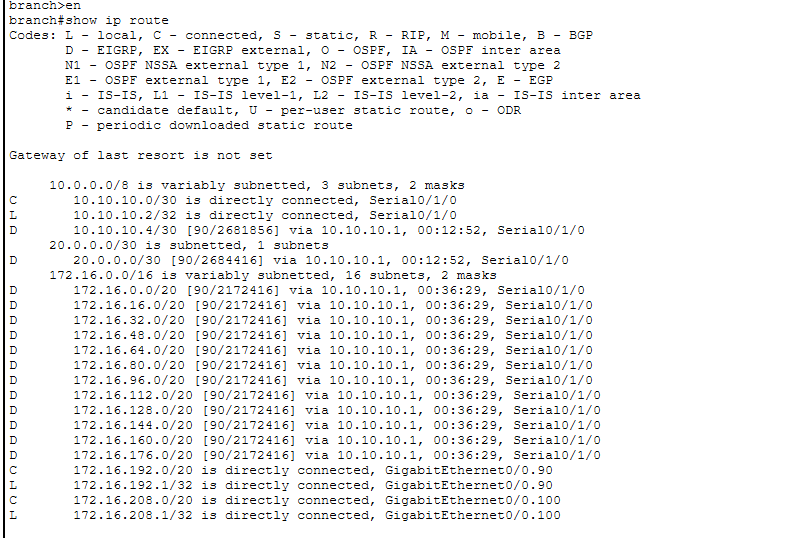 branch>en
branch#show ip route
Codes: L - local, C - connected, S - static, R - RIP, M - mobile, B - BGP
D - EIGRP, EX - EIGRP external, O - OSPF, IA - OSPF inter area
N1 - OSPF NSSA external type 1, N2 - OSPF NSSA external type 2
E1 - OSPF external type 1, E2 - OSPF external type 2, E - EGP
i - IS-IS, L1 - IS-IS level-1, L2 - IS-IS level-2, ia - IS-IS inter area
* - candidate default, U - per-user static route, o - ODR
P - periodic downloaded static route
Gateway of last resort is not set
10.0.0.0/8 is variably subnetted, 3 subnets, 2 masks
C 10.10.10.0/30 is directly connected, Serial0/1/0
L 10.10.10.2/32 is directly connected, Serial0/1/0
D 10.10.10.4/30 [90/2681856] via 10.10.10.1, 00:12:52, Serial0/1/0
20.0.0.0/30 is subnetted, 1 subnets
D 20.0.0.0/30 [90/2684416] via 10.10.10.1, 00:12:52, Serial0/1/0
172.16.0.0/16 is variably subnetted, 16 subnets, 2 masks
D 172.16.0.0/20 [90/2172416] via 10.10.10.1, 00:36:29, Serial0/1/0
D 172.16.16.0/20 [90/2172416] via 10.10.10.1, 00:36:29, Serial0/1/0
D 172.16.32.0/20 [90/2172416] via 10.10.10.1, 00:36:29, Serial0/1/0
D 172.16.48.0/20 [90/2172416] via 10.10.10.1, 00:36:29, Serial0/1/0
D 172.16.64.0/20 [90/2172416] via 10.10.10.1, 00:36:29, Serial0/1/0
D 172.16.80.0/20 [90/2172416] via 10.10.10.1, 00:36:29, Serial0/1/0
D 172.16.96.0/20 [90/2172416] via 10.10.10.1, 00:36:29, Serial0/1/0
D 172.16.112.0/20 [90/2172416] via 10.10.10.1, 00:36:29, Serial0/1/0
D 172.16.128.0/20 [90/2172416] via 10.10.10.1, 00:36:29, Serial0/1/0
D 172.16.144.0/20 [90/2172416] via 10.10.10.1, 00:36:29, Serial0/1/0
D 172.16.160.0/20 [90/2172416] via 10.10.10.1, 00:36:29, Serial0/1/0
D 172.16.176.0/20 [90/2172416] via 10.10.10.1, 00:36:29, Serial0/1/0
C 172.16.192.0/20 is directly connected, GigabitEthernet0/0.90
L 172.16.192.1/32 is directly connected, GigabitEthernet0/0.90
C 172.16.208.0/20 is directly connected, GigabitEthernet0/0.100
L 172.16.208.1/32 is directly connected, GigabitEthernet0/0.100